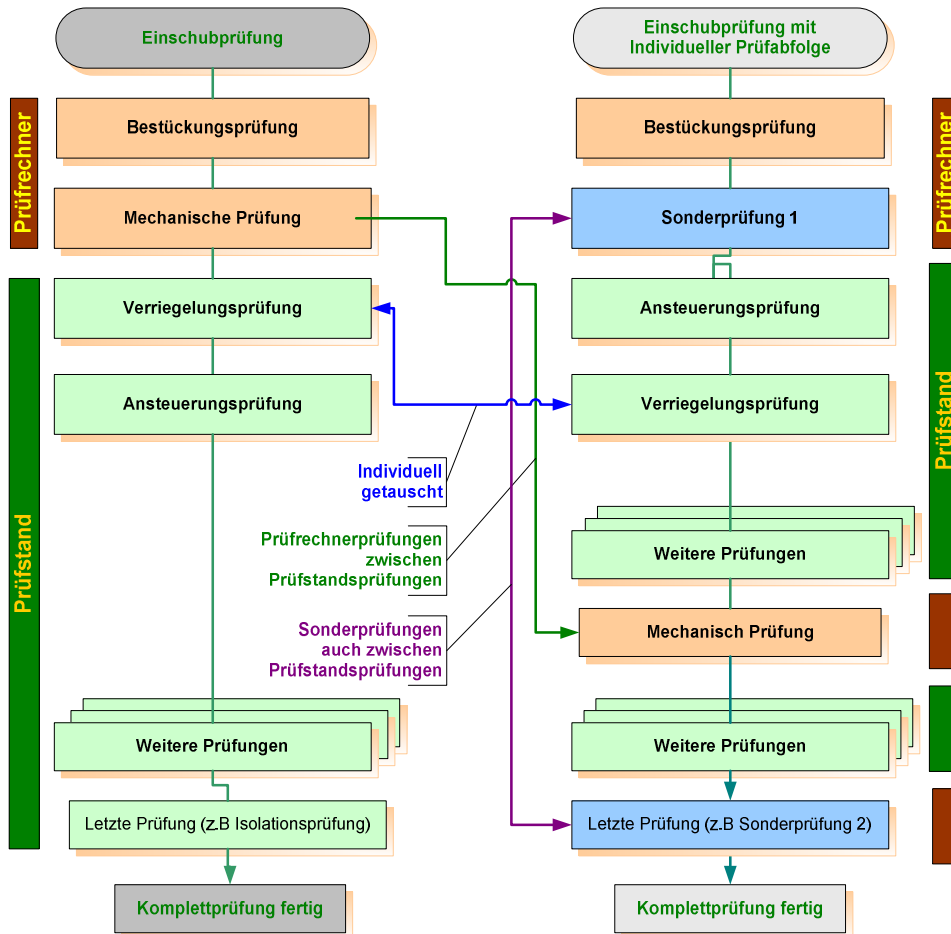 Einschubprüfung
Prüfrechner
Bestückungsprüfung
Mechanische Prüfung
Prüfstand
Verriegelungsprüfung
Ansteuerungsprüfung
Weitere Prüfungen
Letzte Prüfung (z.B Isolationsprüfung)
Komplettprüfung fertig
Individuell
getauscht
Prüfrechnerprüfungen
zwischen
Prüfstandsprüfungen
Sonderprüfungen
auch zwischen
Prüfstandsprüfungen
Einschubprüfung mit
Individueller Prüfabfolge
Bestückungsprüfung
Sonderprüfung 1
Prüfrechner
Ansteuerungsprüfung
Verriegelungsprüfung
Prüfstand
Weitere Prüfungen
Mechanisch Prüfung
Weitere Prüfungen
Letzte Prüfung (z.B Sonderprüfung 2)
Komplettprüfung fertig